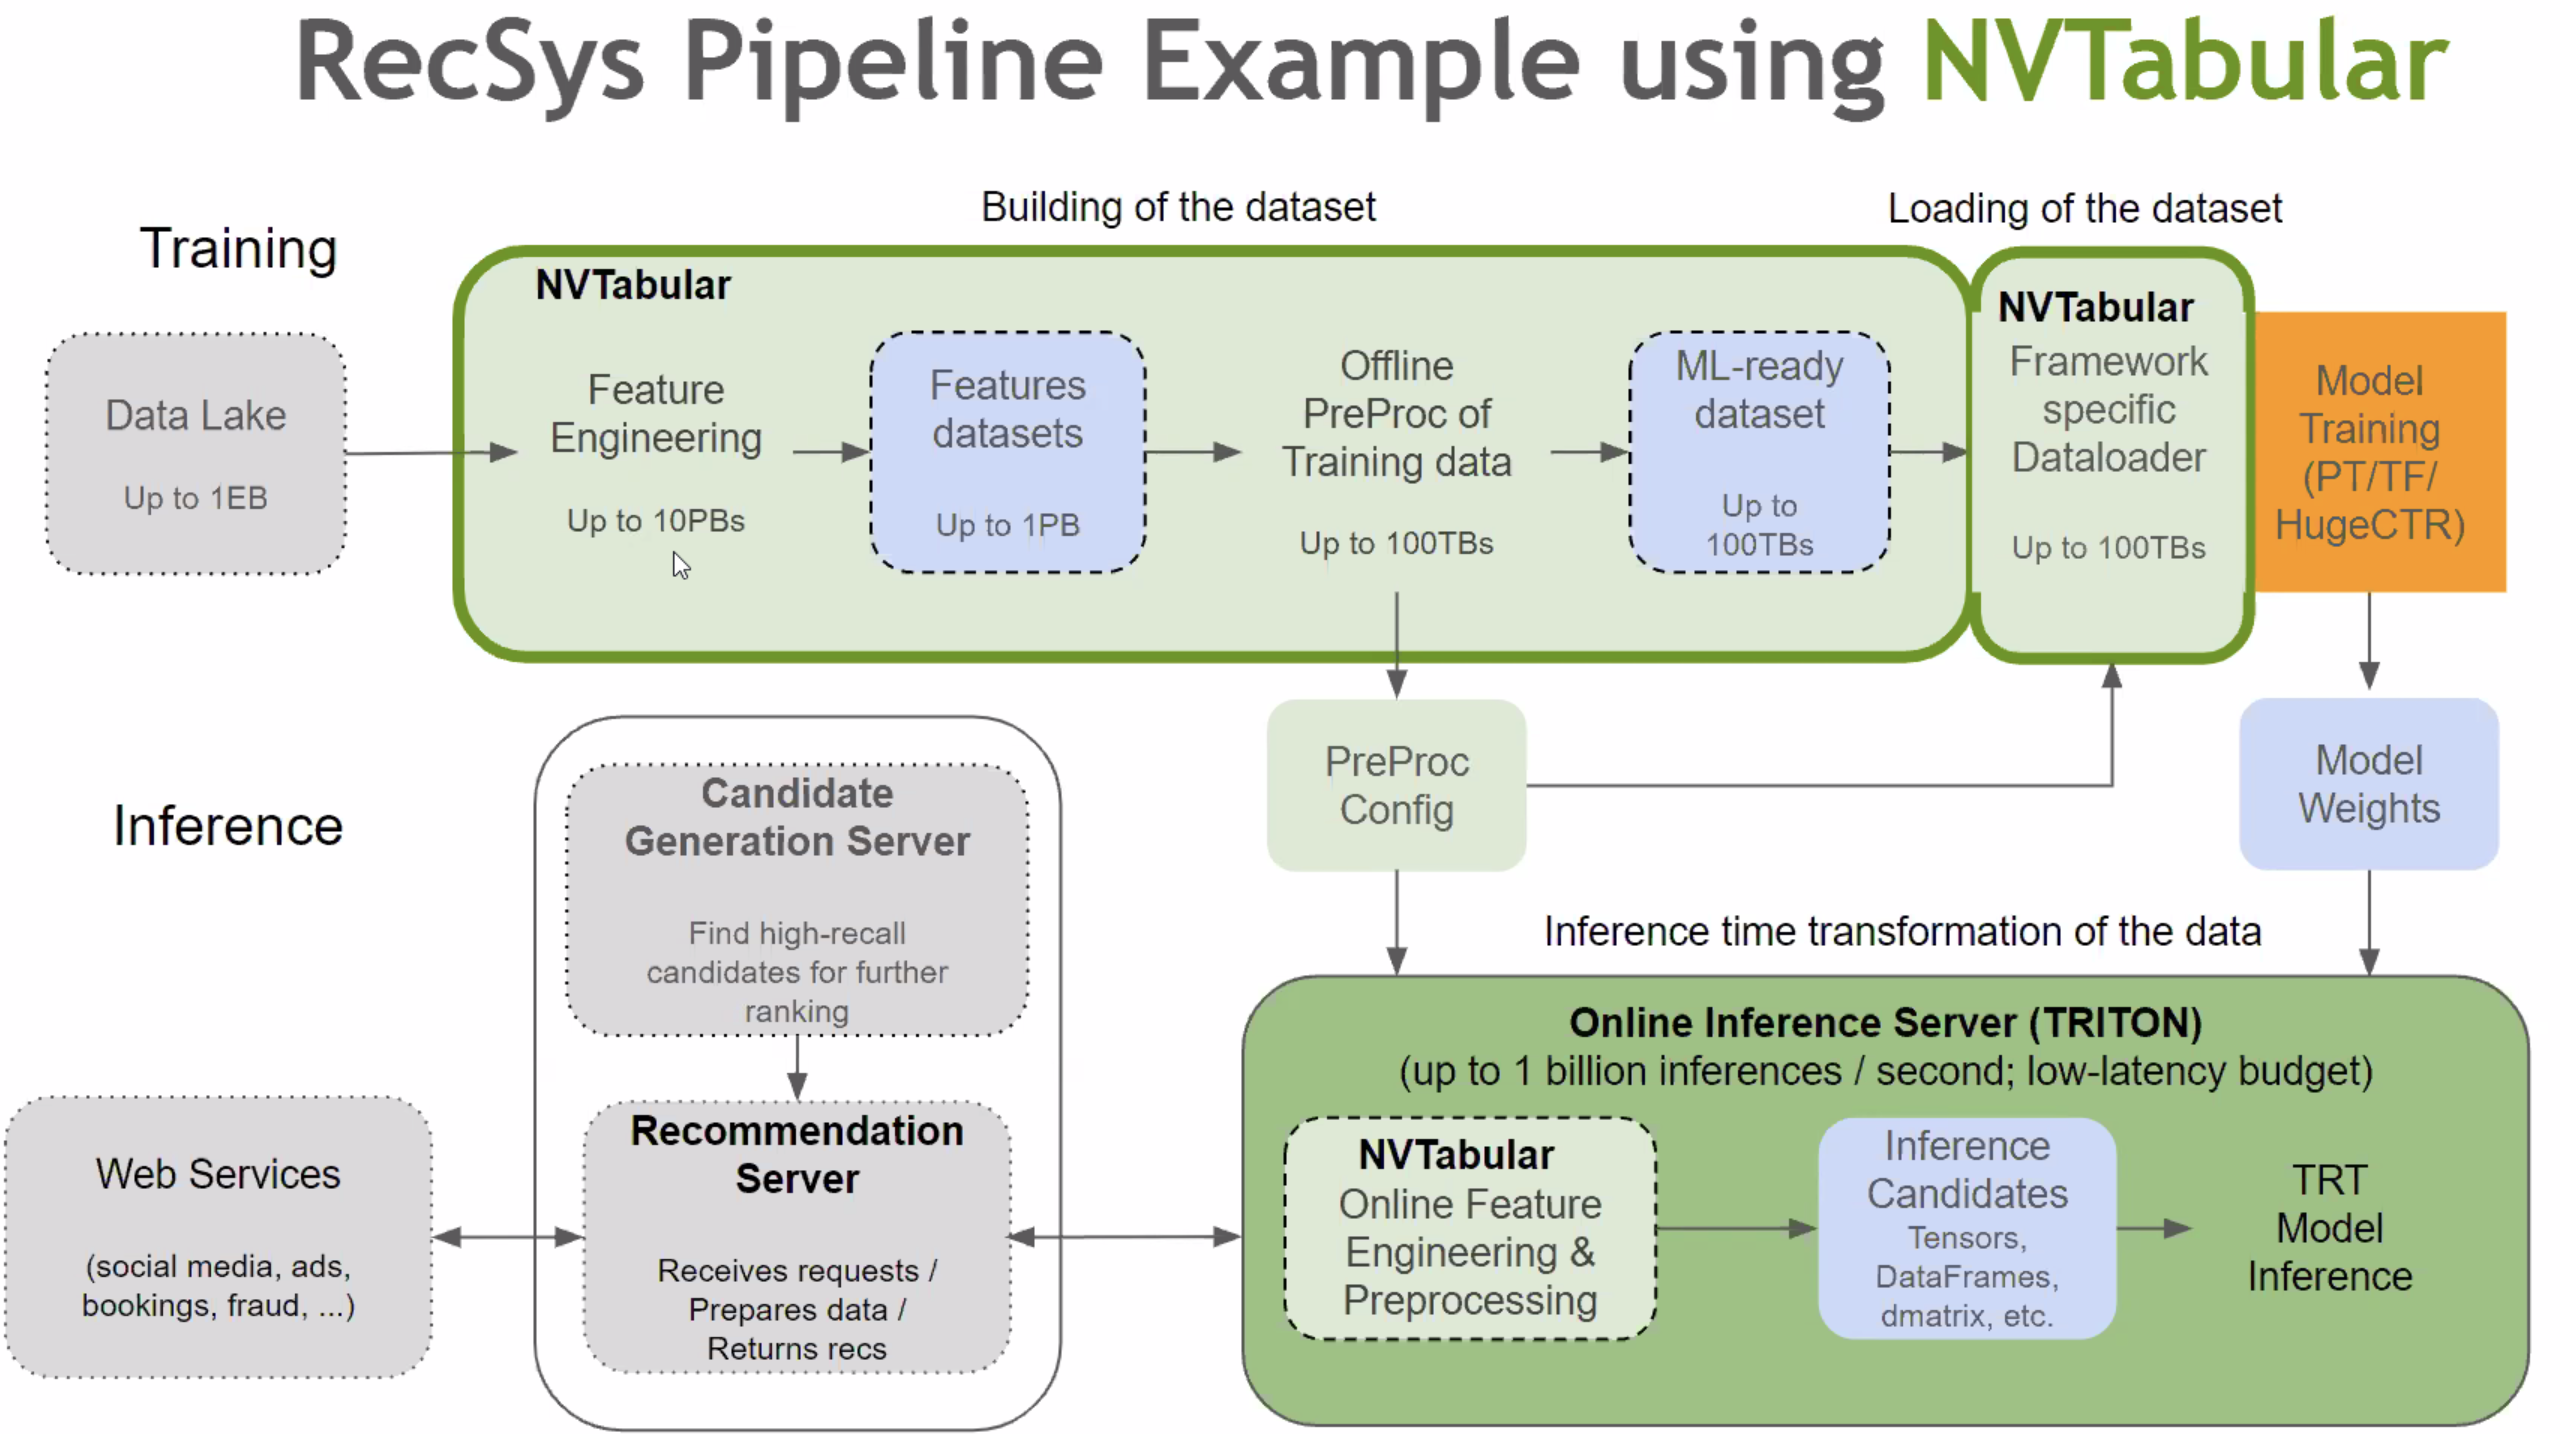 RecSys Pipeline Example using NVTabular
Building of the dataset
Loading of the dataset
Training
Data Lake
Up to 1EB
NVTabular
Feature
Engineering
Up to 10PBs
Features
datasets
Up to 1PB
Offline
PreProc of
Training data
Up to 100TBs
ML-ready
dataset
Up to
100TBs
NVTabular
Framework
specific
Dataloader
Up to 100TBs
Model
Training
(PT/TF/
HugeCTR)
PreProc
Config
Model
Weights
Inference
Candidate
Generation Server
Find high-recall
candidates for further
ranking
Recommendation
Server
Receives requests /
Prepares data /
Returns recs
Web Services
(social media, ads,
bookings, fraud, ...)
Inference time transformation of the data
Online Inference Server (TRITON)
(up to 1 billion inferences / second; low-latency budget)
NVTabular
Online Feature
Engineering &
Preprocessing
Inference
Candidates
Tensors,
DataFrames,
dmatrix, etc.
TRT
Model
Inference